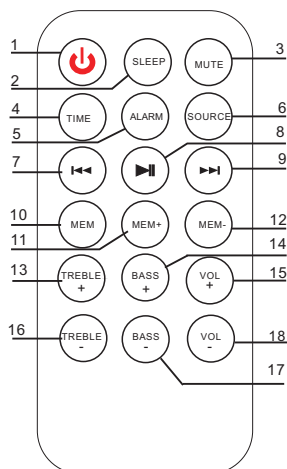 1
SLEEP
3
MUTE
2
4
TIME
ALARM
SOURCE
6
5
8
7
9
10
MEM
MEM+
MEM-
12
11
14
13
TREBLE
+
BASS
+
VOL
+
15
16
TREBLE
-
BASS
-
VOL
-
18
17